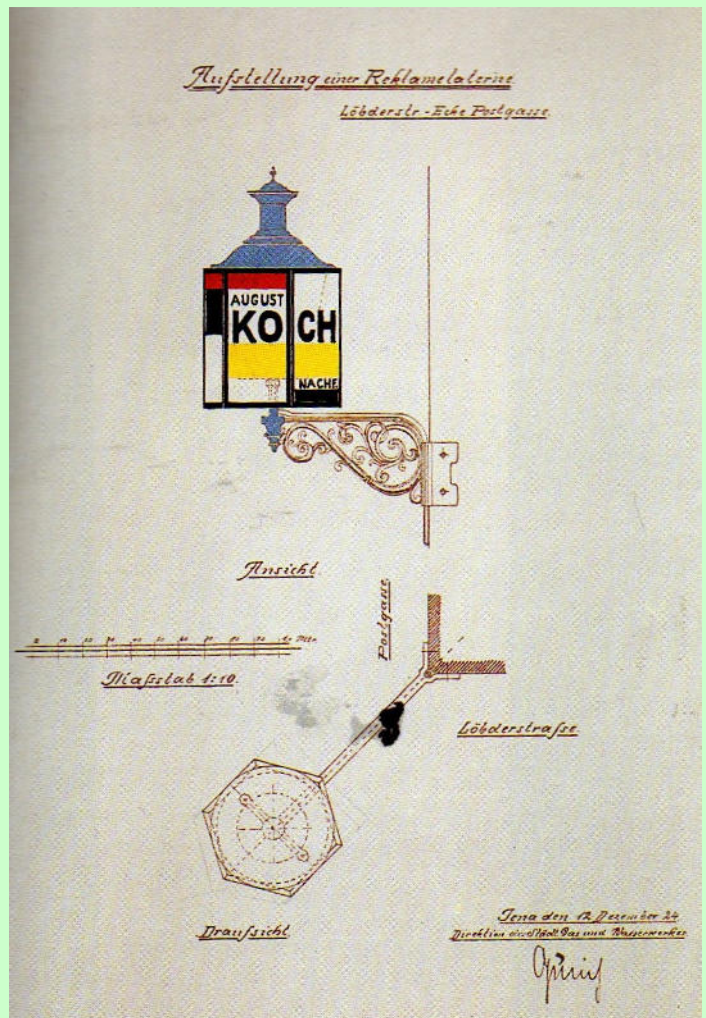 Aufstellung einer Reklamelaterne
Löbderstr.-Ecke Postgasse.
AUGUST
KOCH
NACHF.
Ansicht.
Postgasse
Maßstab 1:10.
Löbderstraße
Draufsicht
Jena den 12. Dezember 24
Direktion der Städt. Gas und Wasserwerke